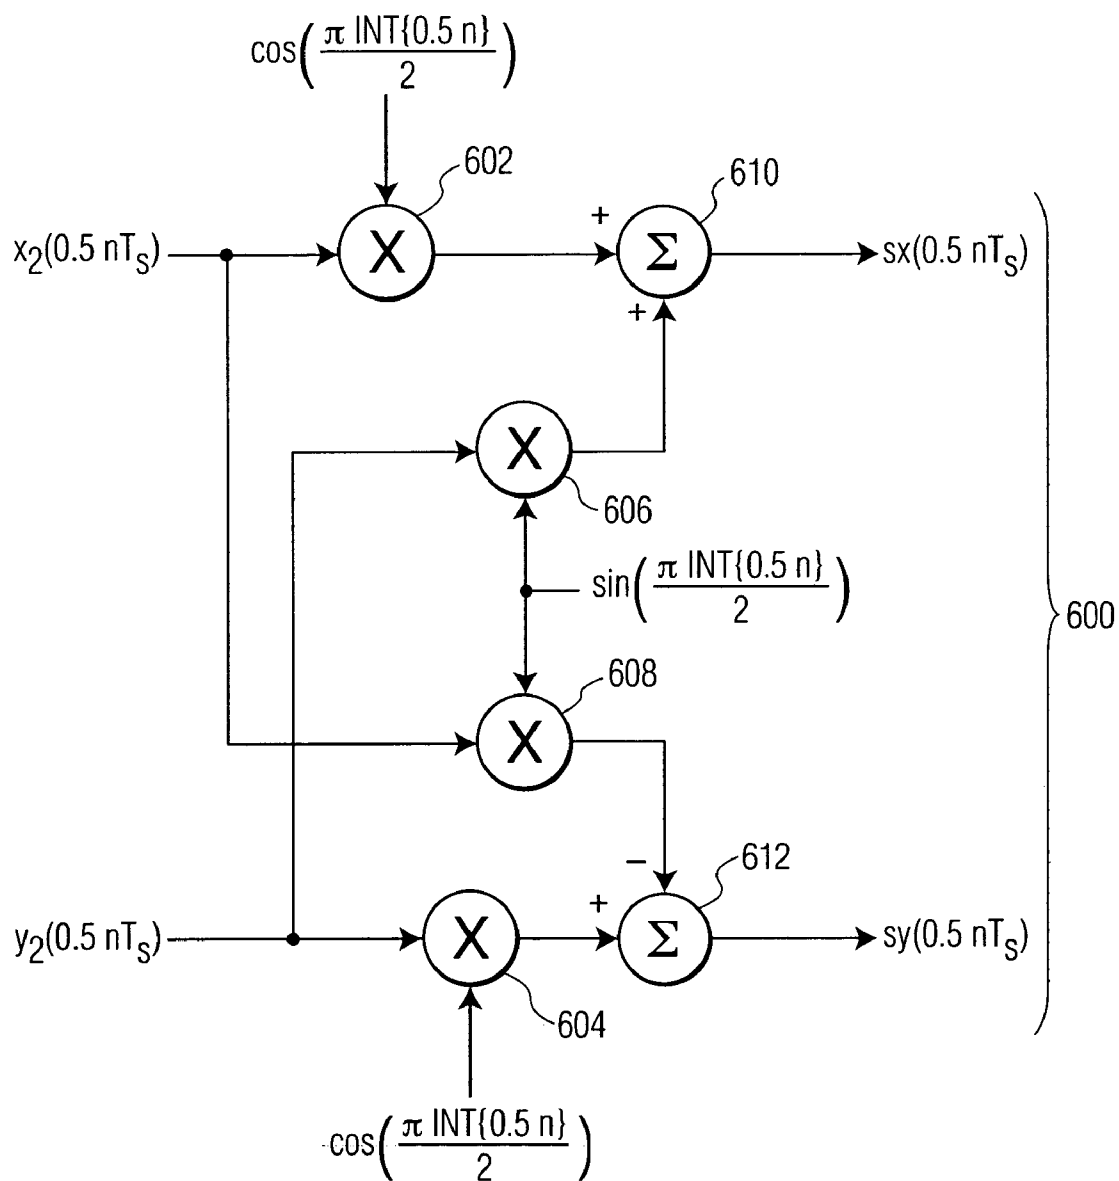 cos(π INT{0.5 n}/2)
602
610
+
x₂(0.5 nTₛ)
X
Σ
sx(0.5 nTₛ)
+
X
606
sin(π INT{0.5 n}/2)
600
608
X
−
612
+
y₂(0.5 nTₛ)
X
Σ
sy(0.5 nTₛ)
604
cos(π INT{0.5 n}/2)